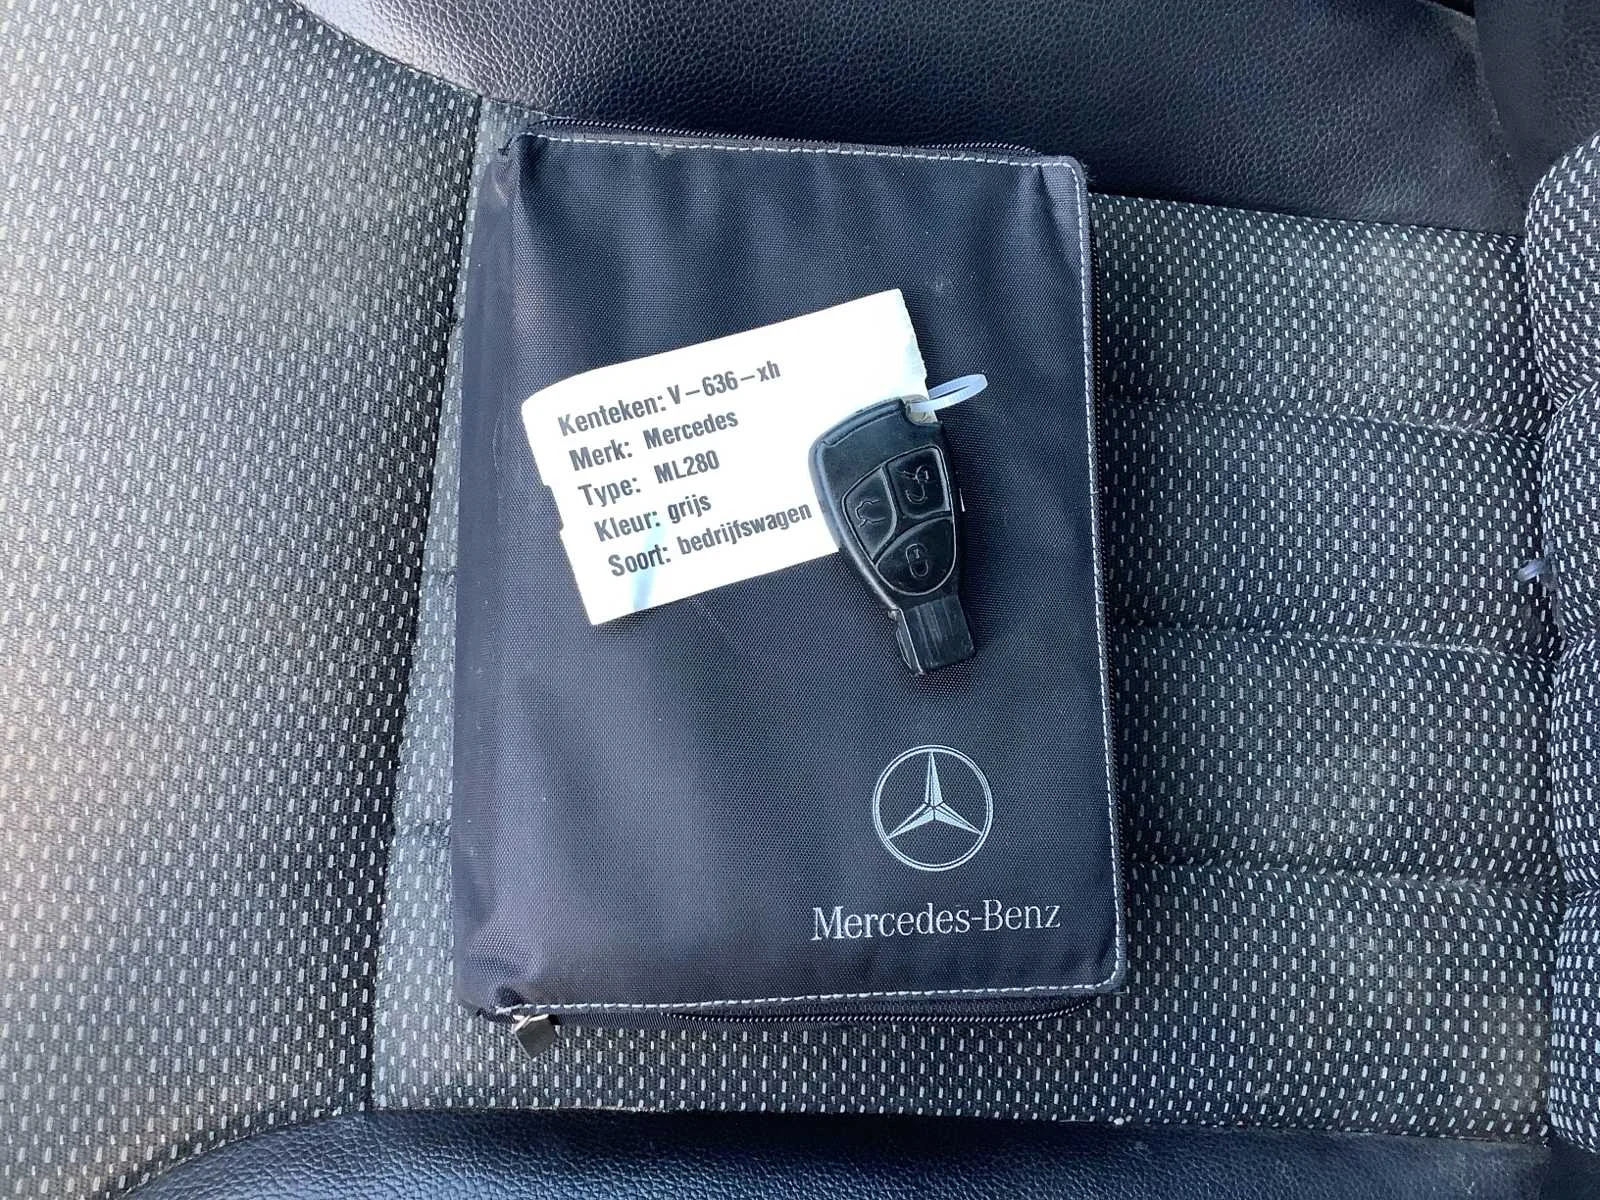 Kenteken: V-636-xh
Merk: Mercedes
Type: ML280
Kleur: grijs
Soort: bedrijfswagen
Mercedes-Benz